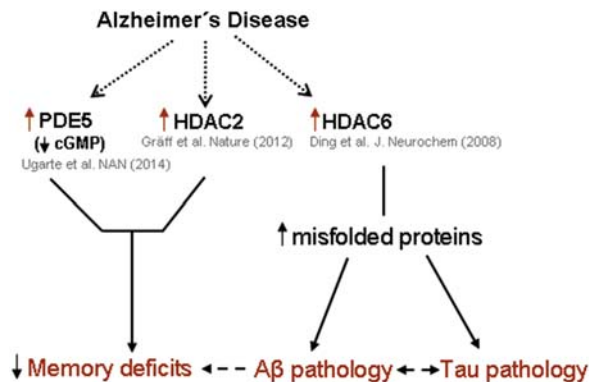 Alzheimer´s Disease
↑PDE5 ↑HDAC2 ↑HDAC6
(↓ cGMP) Gräff et al. Nature (2012) Ding et al. J. Neurochem (2008)
Ugarte et al. NAN (2014)
↑misfolded proteins
↓ Memory deficits Aβ pathology Tau pathology